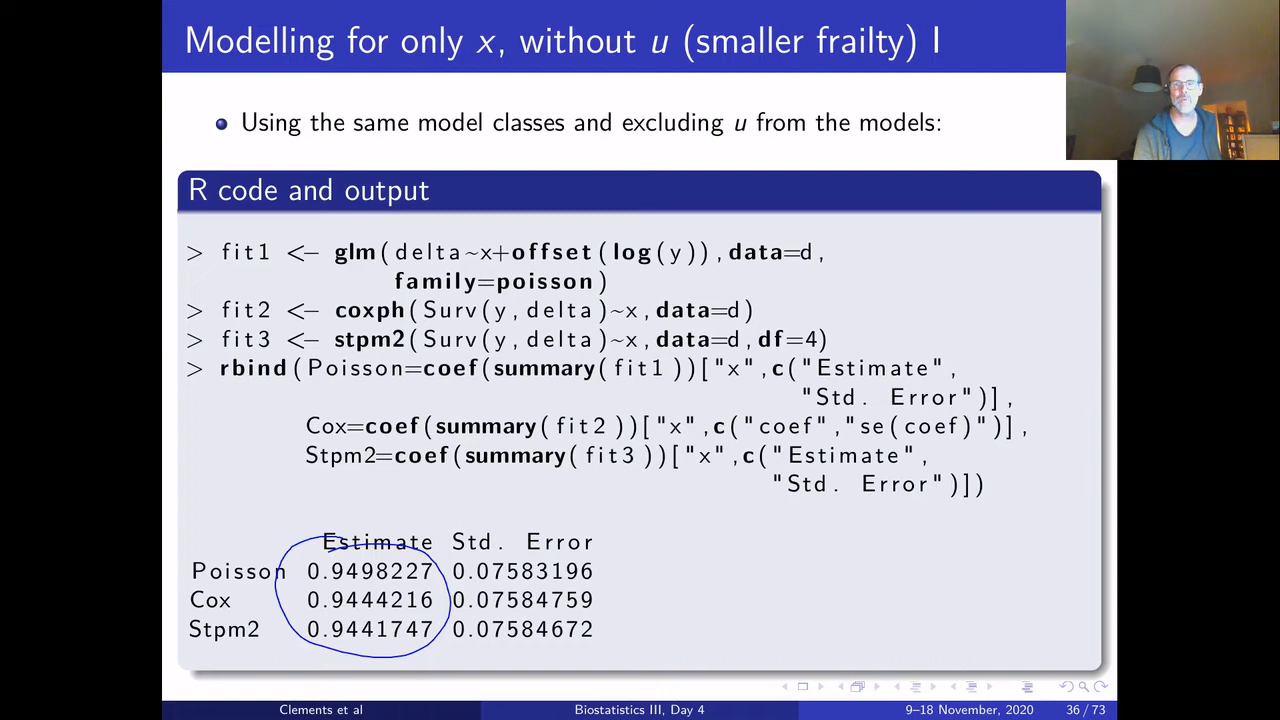 Modelling for only x, without u (smaller frailty) I
Using the same model classes and excluding u from the models:
R code and output
> fit1 <− glm(delta~x+offset(log(y)),data=d,
family=poisson)
> fit2 <− coxph(Surv(y,delta)~x,data=d)
> fit3 <− stpm2(Surv(y,delta)~x,data=d,df=4)
> rbind(Poisson=coef(summary(fit1))["x",c("Estimate",
"Std. Error")],
Cox=coef(summary(fit2))["x",c("coef","se(coef)")],
Stpm2=coef(summary(fit3))["x",c("Estimate",
"Std. Error")])
Estimate Std. Error
Poisson 0.9498227 0.07583196
Cox 0.9444216 0.07584759
Stpm2 0.9441747 0.07584672
Clements et al Biostatistics III, Day 4 9–18 November, 2020 36 / 73